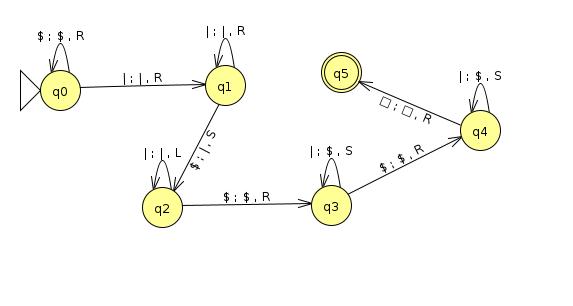 $ ; $ , R
q0
| ; | , R
| ; | , R
q1
$ ; | , S
| ; | , L
q2
$ ; $ , R
| ; $ , S
q3
$ ; $ , R
| ; $ , S
q4
□ ; □ , R
q5